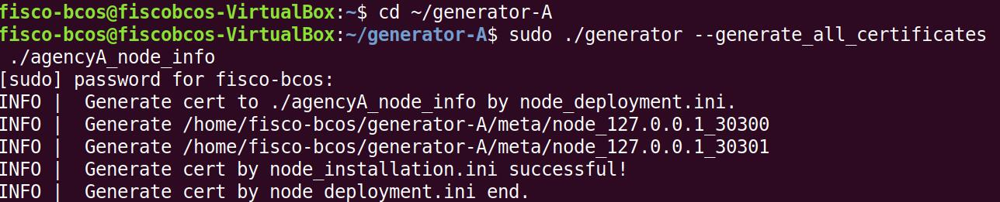 fisco-bcos@fiscobcos-VirtualBox:~$ cd ~/generator-A
fisco-bcos@fiscobcos-VirtualBox:~/generator-A$ sudo ./generator --generate_all_certificates
./agencyA_node_info
[sudo] password for fisco-bcos:
INFO |  Generate cert to ./agencyA_node_info by node_deployment.ini.
INFO |  Generate /home/fisco-bcos/generator-A/meta/node_127.0.0.1_30300
INFO |  Generate /home/fisco-bcos/generator-A/meta/node_127.0.0.1_30301
INFO |  Generate cert by node_installation.ini successful!
INFO |  Generate cert by node_deployment.ini end.